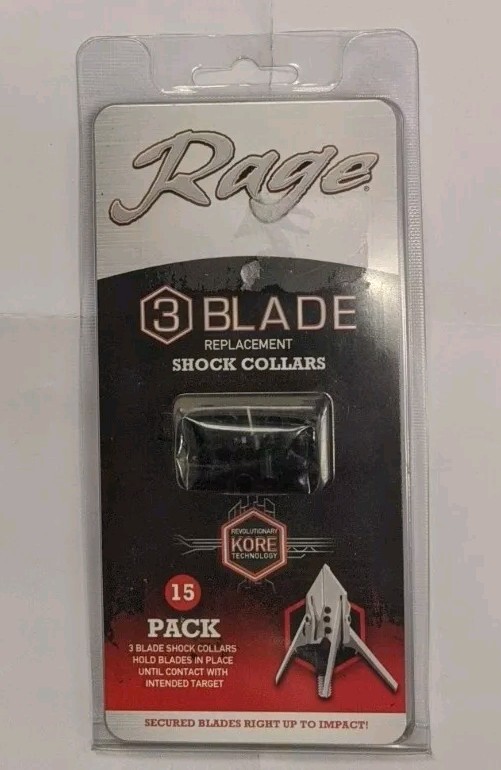 Rage®
3 BLADE
REPLACEMENT
SHOCK COLLARS
REVOLUTIONARY
KORE
TECHNOLOGY
15
PACK
3 BLADE SHOCK COLLARS
HOLD BLADES IN PLACE
UNTIL CONTACT WITH
INTENDED TARGET
SECURED BLADES RIGHT UP TO IMPACT!